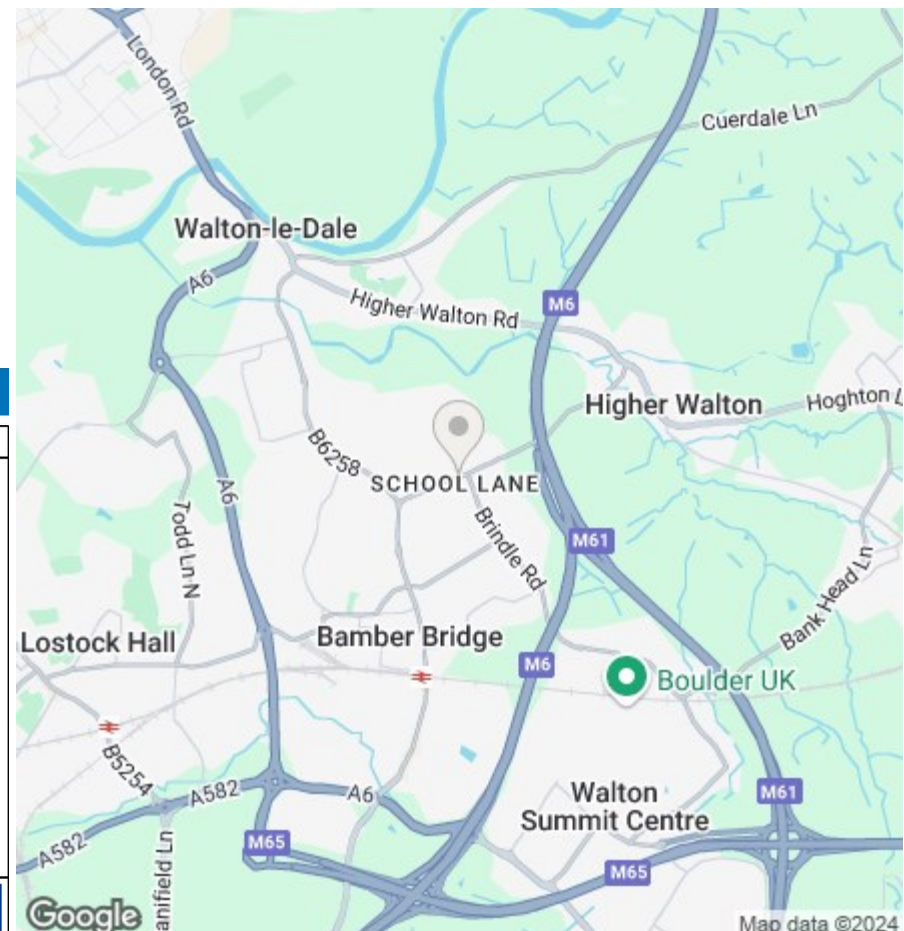 London Rd
Cuerdale Ln
Walton-le-Dale
A6
Higher Walton Rd
M6
Higher Walton
Hoghton L
B6258
SCHOOL LANE
A6
Todd Ln N
Brindle Rd
M61
Bank Head Ln
Lostock Hall
Bamber Bridge
M6
Boulder UK
B5254
A582
A6
Walton
Summit Centre
M61
M65
M65
A582
anifield Ln
Google
Map data ©2024